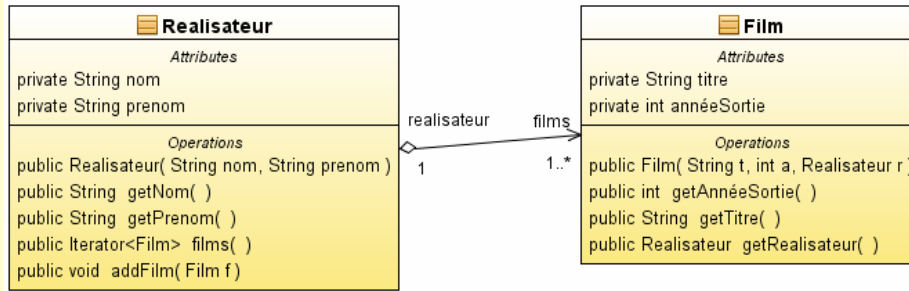 Realisateur
Attributes
private String nom
private String prenom
Operations
public Realisateur( String nom, String prenom )
public String getNom( )
public String getPrenom( )
public Iterator<Film> films( )
public void addFilm( Film f )
realisateur
films
1
1..*
Film
Attributes
private String titre
private int annéeSortie
Operations
public Film( String t, int a, Realisateur r )
public int getAnnéeSortie( )
public String getTitre( )
public Realisateur getRealisateur( )